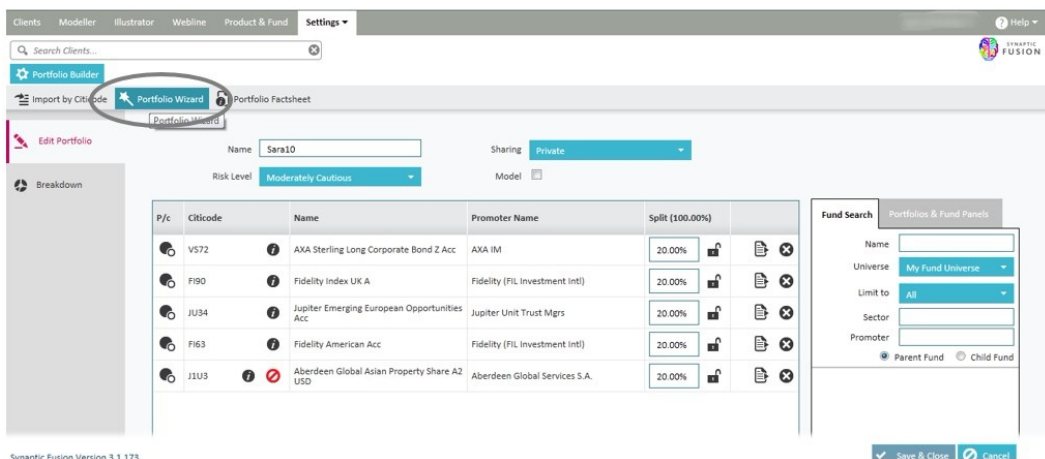 Clients Modeller Illustrator Webline Product & Fund Settings Help
Search Clients...
SYNAPTIC
FUSION
Portfolio Builder
Import by Citicode Portfolio Wizard Portfolio Factsheet
Portfolio Wizard
Edit Portfolio
Breakdown
Name Sara10 Sharing Private
Risk Level Moderately Cautious Model
P/c Citicode Name Promoter Name Split (100.00%)
VS72 AXA Sterling Long Corporate Bond Z Acc AXA IM 20.00%
FI90 Fidelity Index UK A Fidelity (FIL Investment Intl) 20.00%
JU34 Jupiter Emerging European Opportunities
Acc Jupiter Unit Trust Mgrs 20.00%
FI63 Fidelity American Acc Fidelity (FIL Investment Intl) 20.00%
J1U3 Aberdeen Global Asian Property Share A2
USD Aberdeen Global Services S.A. 20.00%
Fund Search Portfolios & Fund Panels
Name
Universe My Fund Universe
Limit to All
Sector
Promoter
Parent Fund Child Fund
Synaptic Fusion Version 3.1.173
Save & Close Cancel